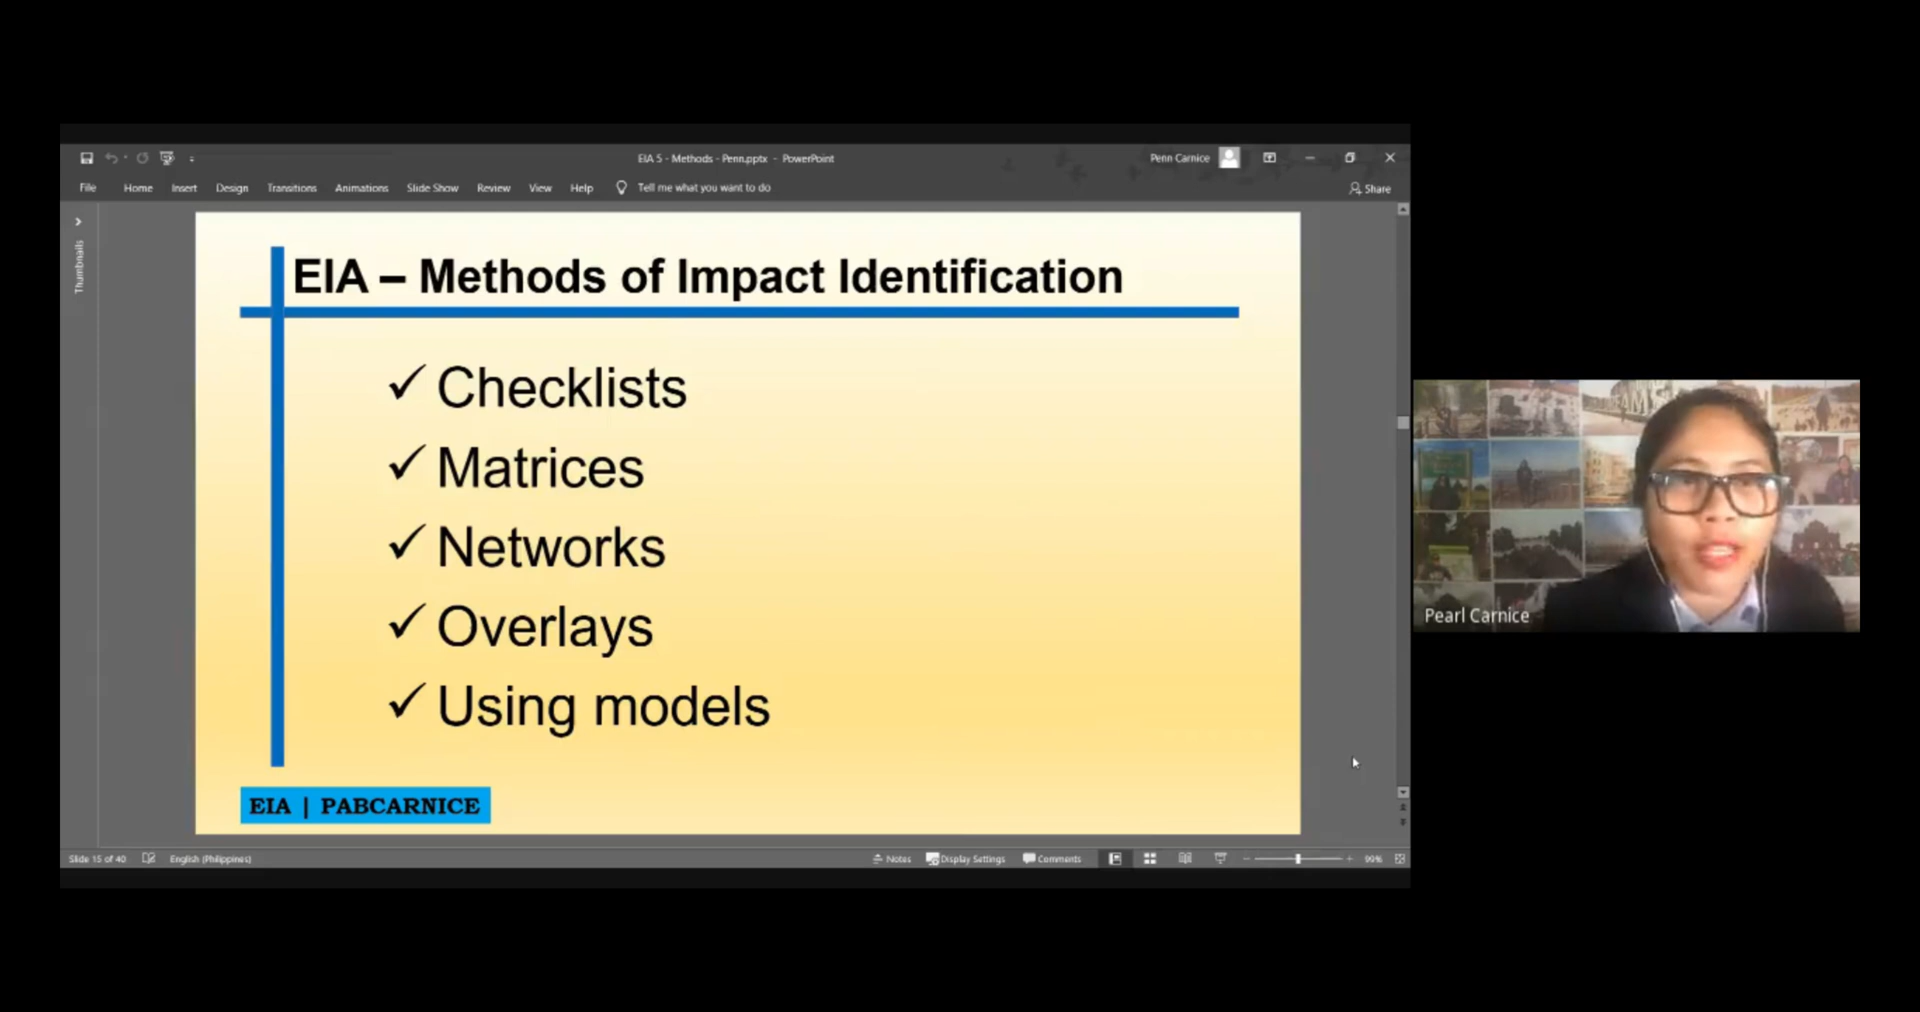 EIA 5 - Methods - Penn.pptx - PowerPoint
Penn Carnice
File Home Insert Design Transitions Animations Slide Show Review View Help Tell me what you want to do
Share
Thumbnails
EIA – Methods of Impact Identification
✓ Checklists
✓ Matrices
✓ Networks
✓ Overlays
✓ Using models
EIA | PABCARNICE
Pearl Carnice
Slide 15 of 40 English (Philippines)
Notes Display Settings Comments 99%